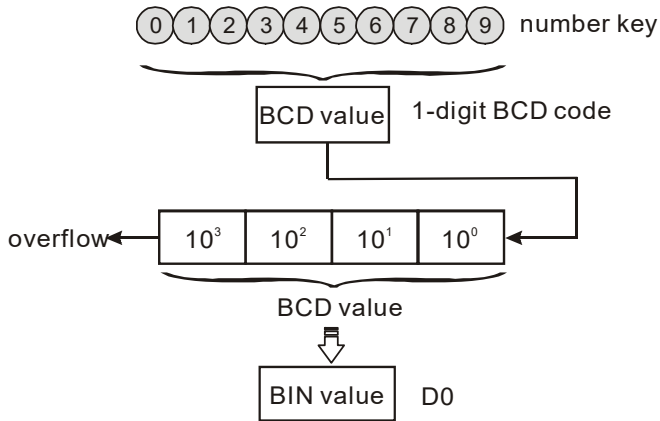 0 1 2 3 4 5 6 7 8 9 number key
BCD value 1-digit BCD code
overflow 10³ 10² 10¹ 10⁰
BCD value
BIN value D0